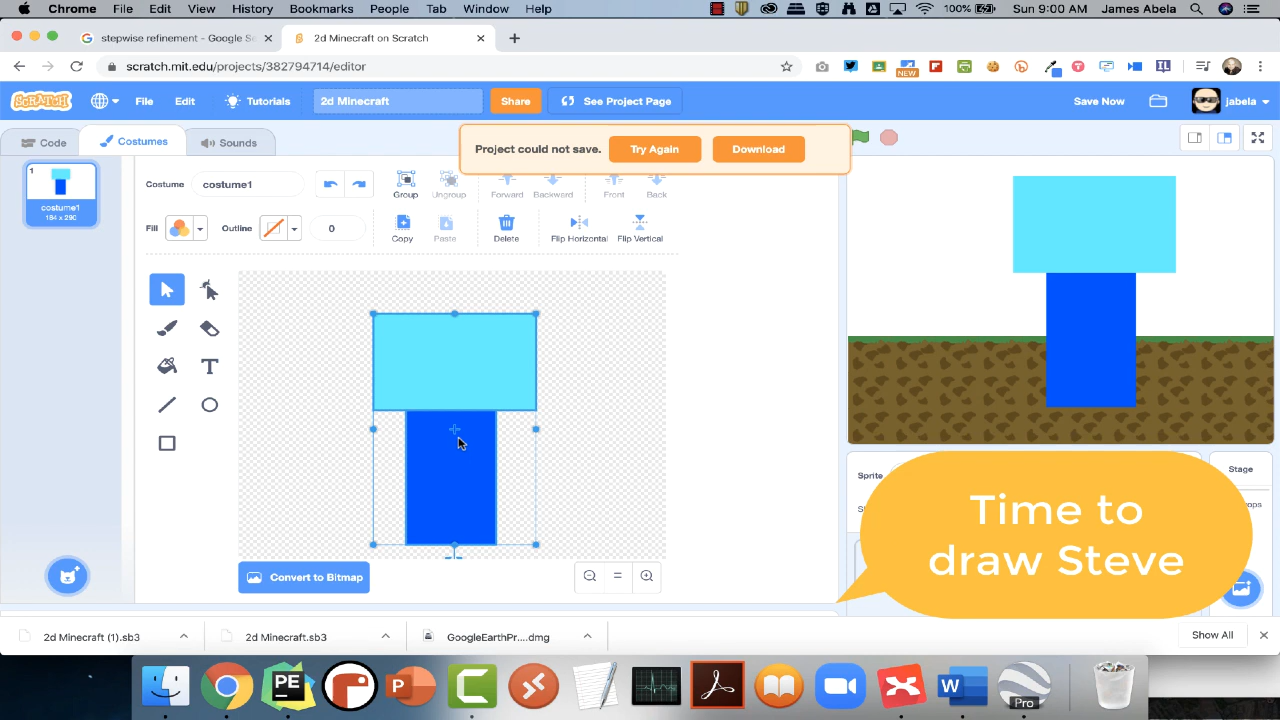 Chrome File Edit View History Bookmarks People Tab Window Help 100% Sun 9:00 AM James Abela
stepwise refinement - Google Se
2d Minecraft on Scratch
scratch.mit.edu/projects/382794714/editor
NEW
IL
SCRATCH File Edit Tutorials 2d Minecraft Share See Project Page Save Now jabela
Code Costumes Sounds
Project could not save. Try Again Download
1
costume1
184 x 290
Costume costume1
Group Ungroup Forward Backward Front Back
Fill Outline 0
Copy Paste Delete Flip Horizontal Flip Vertical
T
Convert to Bitmap
Sprite
Stage
Time to
draw Steve
2d Minecraft (1).sb3 2d Minecraft.sb3 GoogleEarthPr....dmg Show All
PE P C W Pro